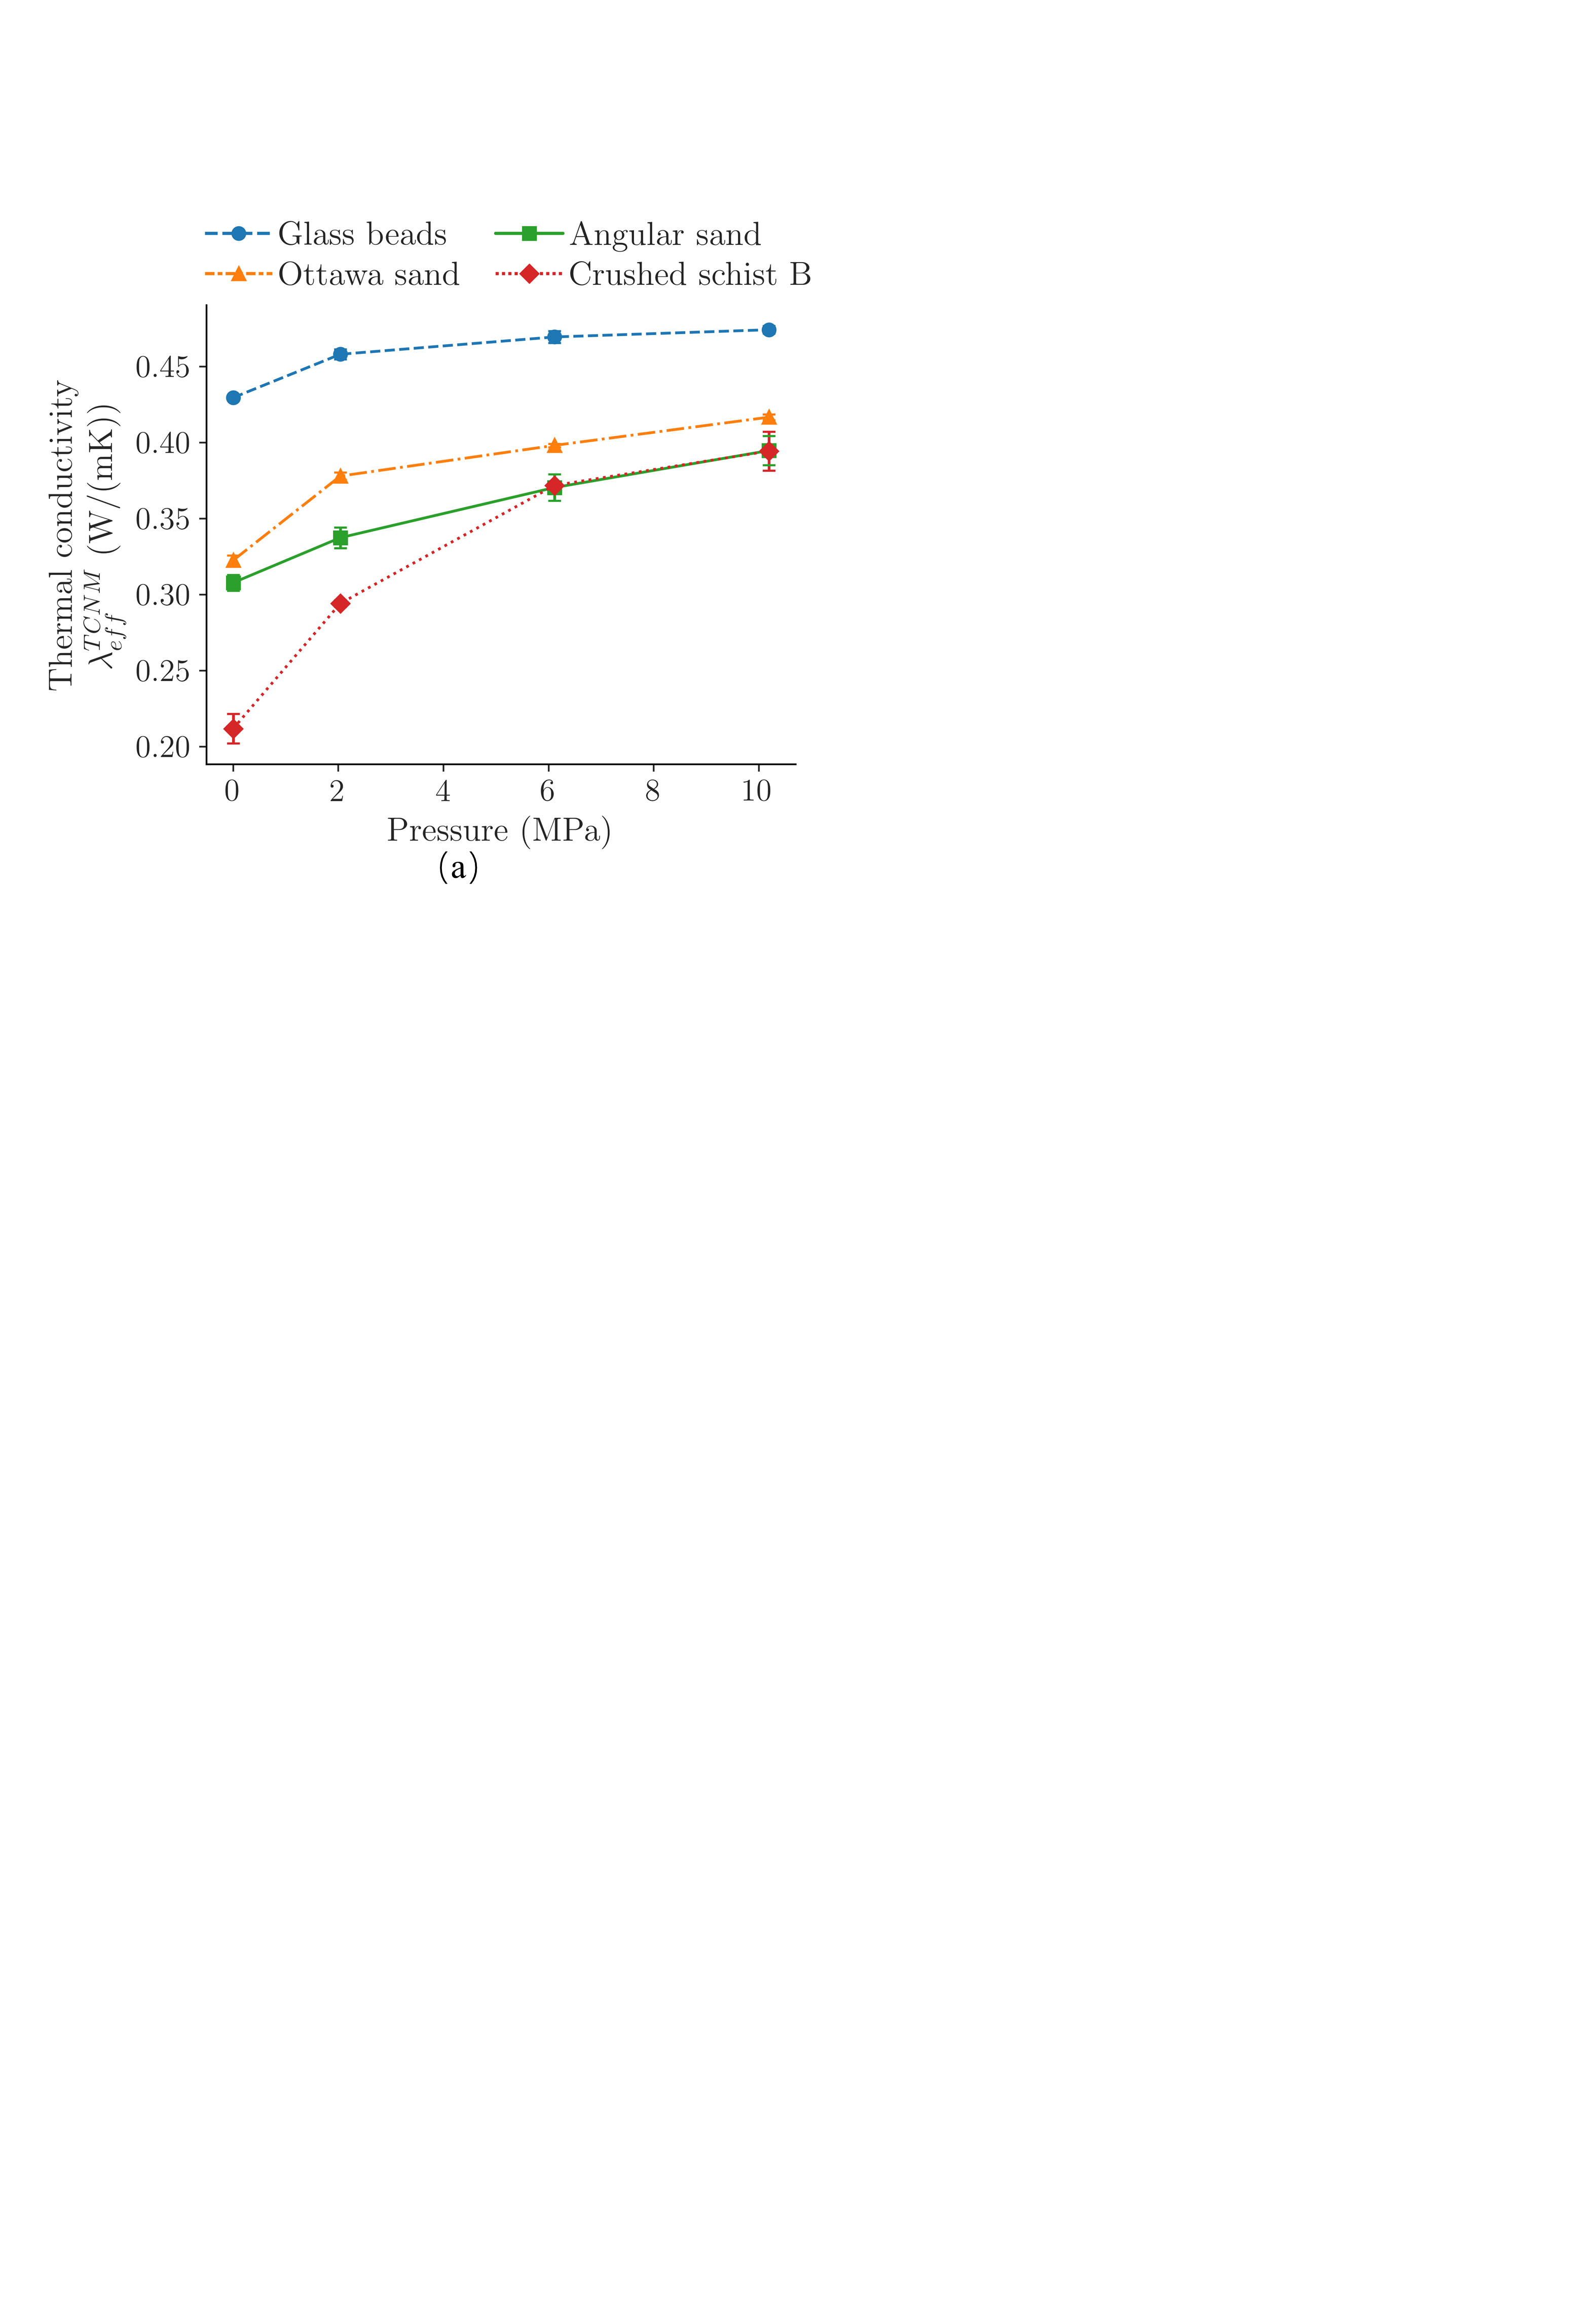 Glass beads
Angular sand
Ottawa sand
Crushed schist B
Thermal conductivity
λ_{eff}^{TCNM} (W/(mK))
0.45
0.40
0.35
0.30
0.25
0.20
0 2 4 6 8 10
Pressure (MPa)
(a)